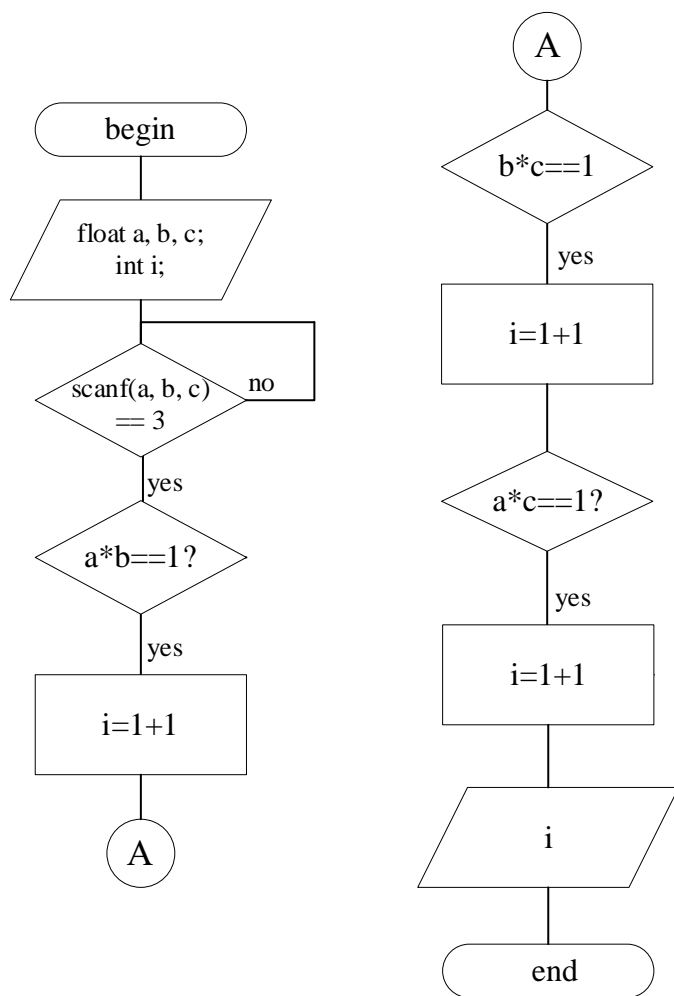 begin
float a, b, c;
int i;
scanf(a, b, c)
== 3
no
yes
a*b==1?
yes
i=1+1
A
A
b*c==1
yes
i=1+1
a*c==1?
yes
i=1+1
i
end